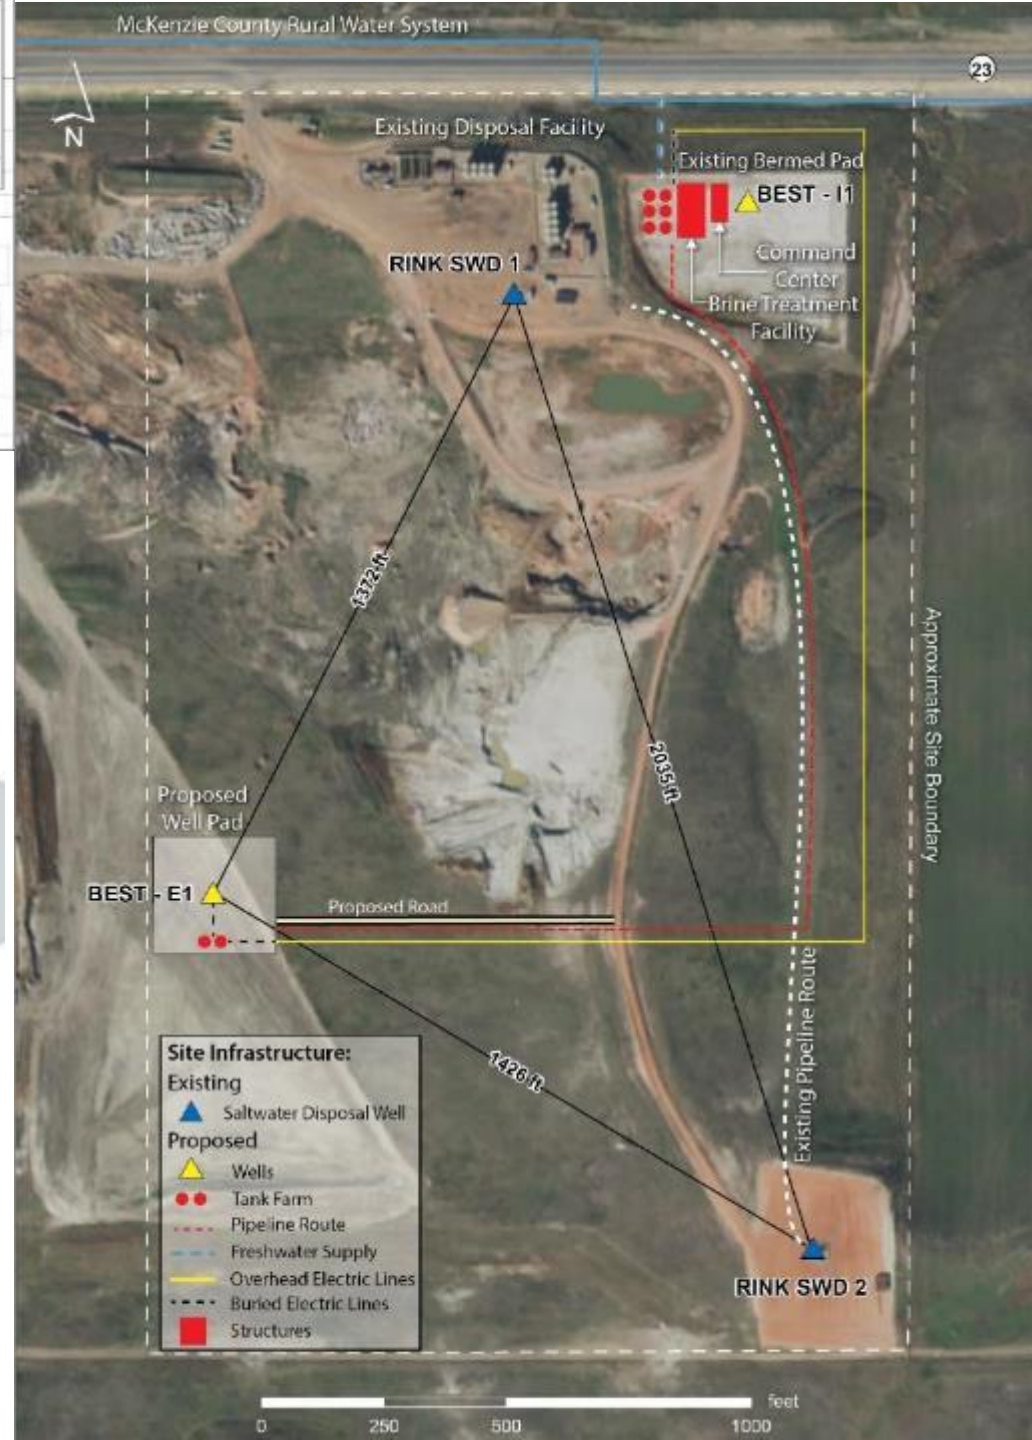 McKenzie County Rural Water System
23
N
Existing Disposal Facility
Existing Bermed Pad
BEST - I1
Command
Center
Brine Treatment
Facility
RINK SWD 1
1372 ft
2035 ft
Approximate Site Boundary
Proposed
Well Pad
BEST - E1
Proposed Road
Existing Pipeline Route
1426 ft
RINK SWD 2
Site Infrastructure:
Existing
Saltwater Disposal Well
Proposed
Wells
Tank Farm
Pipeline Route
Freshwater Supply
Overhead Electric Lines
Buried Electric Lines
Structures
feet
0 250 500 1000